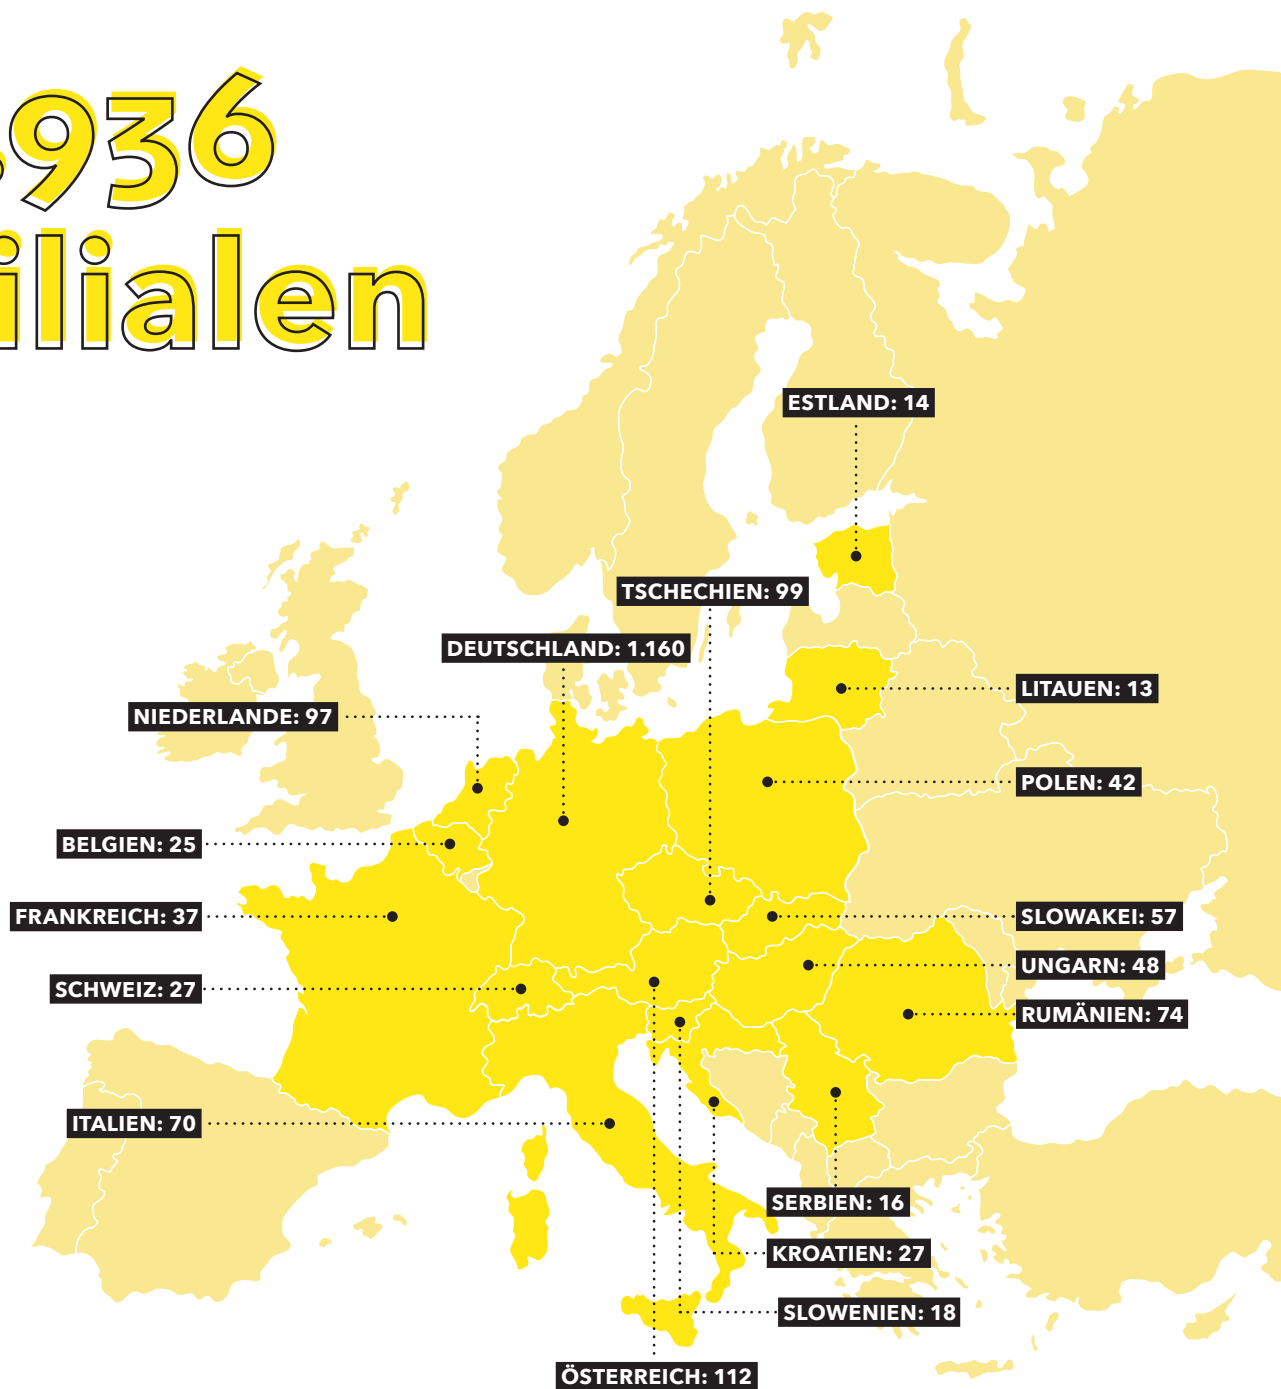 936
ilialen
ESTLAND: 14
TSCHECHIEN: 99
DEUTSCHLAND: 1.160
LITAUEN: 13
NIEDERLANDE: 97
POLEN: 42
BELGIEN: 25
FRANKREICH: 37
SLOWAKEI: 57
UNGARN: 48
SCHWEIZ: 27
RUMÄNIEN: 74
ITALIEN: 70
SERBIEN: 16
KROATIEN: 27
SLOWENIEN: 18
ÖSTERREICH: 112